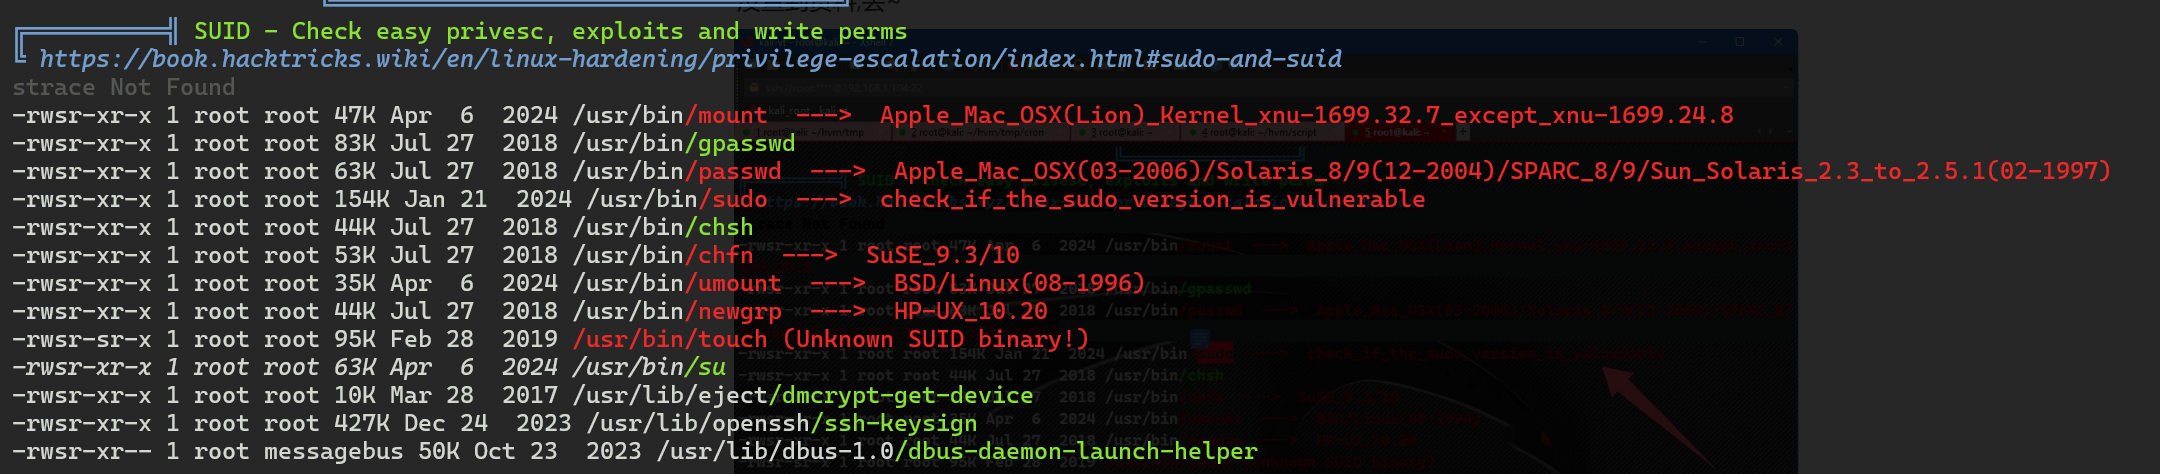 SUID - Check easy privesc, exploits and write perms
https://book.hacktricks.wiki/en/linux-hardening/privilege-escalation/index.html#sudo-and-suid
strace Not Found
-rwsr-xr-x 1 root root 47K Apr  6  2024 /usr/bin/mount  --->  Apple_Mac_OSX(Lion)_Kernel_xnu-1699.32.7_except_xnu-1699.24.8
-rwsr-xr-x 1 root root 83K Jul 27  2018 /usr/bin/gpasswd
-rwsr-xr-x 1 root root 63K Jul 27  2018 /usr/bin/passwd  --->  Apple_Mac_OSX(03-2006)/Solaris_8/9(12-2004)/SPARC_8/9/Sun_Solaris_2.3_to_2.5.1(02-1997)
-rwsr-xr-x 1 root root 154K Jan 21  2024 /usr/bin/sudo  --->  check_if_the_sudo_version_is_vulnerable
-rwsr-xr-x 1 root root 44K Jul 27  2018 /usr/bin/chsh
-rwsr-xr-x 1 root root 53K Jul 27  2018 /usr/bin/chfn  --->  SuSE_9.3/10
-rwsr-xr-x 1 root root 35K Apr  6  2024 /usr/bin/umount  --->  BSD/Linux(08-1996)
-rwsr-xr-x 1 root root 44K Jul 27  2018 /usr/bin/newgrp  --->  HP-UX_10.20
-rwsr-sr-x 1 root root 95K Feb 28  2019 /usr/bin/touch (Unknown SUID binary!)
-rwsr-xr-x 1 root root 63K Apr  6  2024 /usr/bin/su
-rwsr-xr-x 1 root root 10K Mar 28  2017 /usr/lib/eject/dmcrypt-get-device
-rwsr-xr-x 1 root root 427K Dec 24  2023 /usr/lib/openssh/ssh-keysign
-rwsr-xr-- 1 root messagebus 50K Oct 23  2023 /usr/lib/dbus-1.0/dbus-daemon-launch-helper